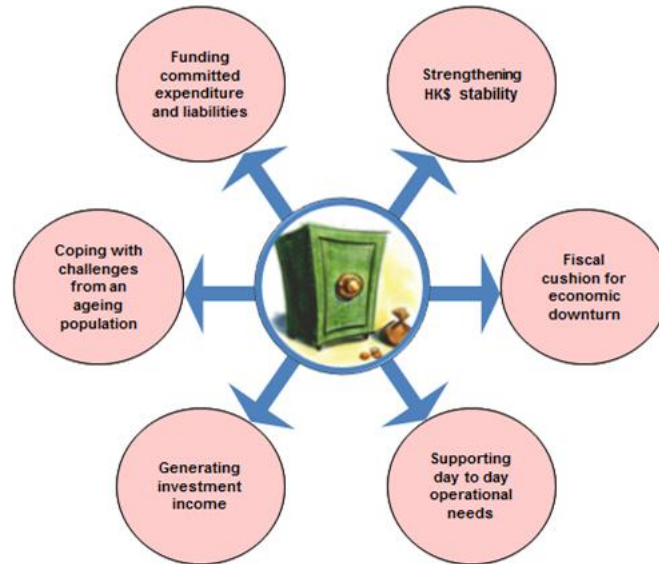 Funding
committed
expenditure
and liabilities
Strengthening
HK$ stability
Coping with
challenges
from an
ageing
population
Fiscal
cushion for
economic
downturn
Generating
investment
income
Supporting
day to day
operational
needs